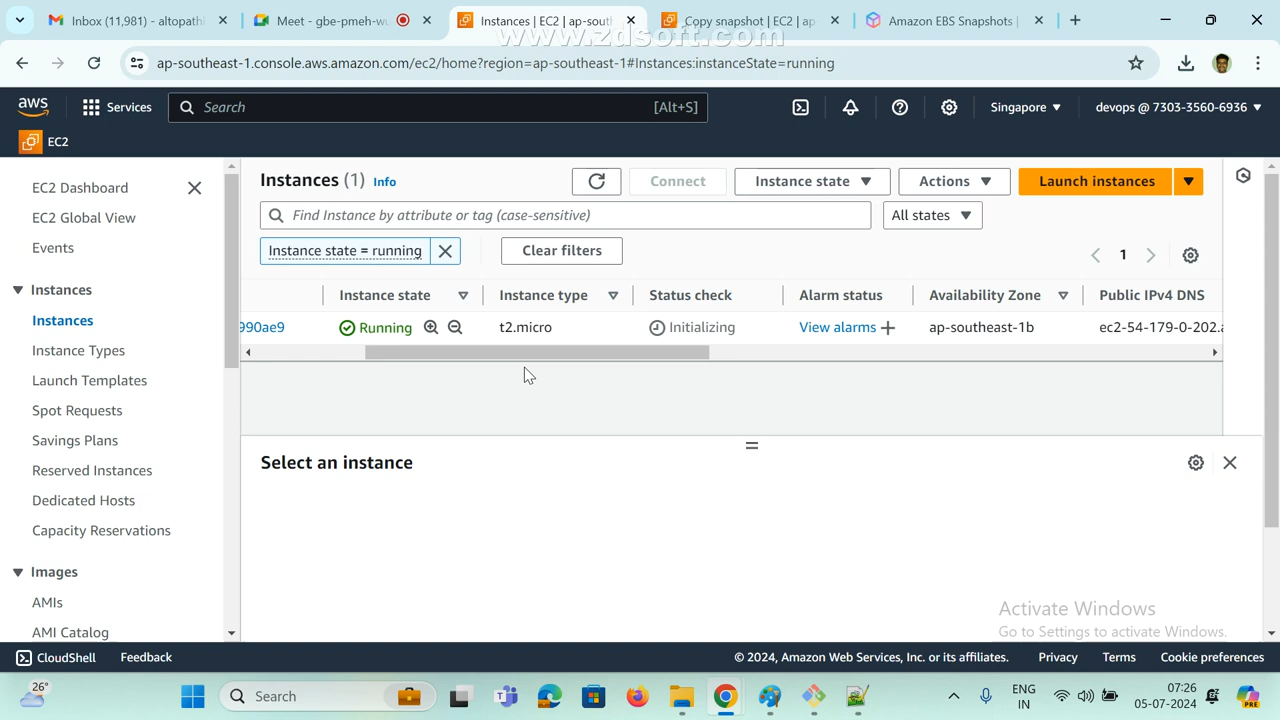 Inbox (11,981) - altopathi
Meet - gbe-pmeh-wu
Instances | EC2 | ap-sout
Copy snapshot | EC2 | ap
Amazon EBS Snapshots |
www.zdsoft.com
ap-southeast-1.console.aws.amazon.com/ec2/home?region=ap-southeast-1#Instances:instanceState=running
aws
Services
Search
[Alt+S]
Singapore
devops @ 7303-3560-6936
EC2
EC2 Dashboard
EC2 Global View
Events
Instances
Instances
Instance Types
Launch Templates
Spot Requests
Savings Plans
Reserved Instances
Dedicated Hosts
Capacity Reservations
Images
AMIs
AMI Catalog
Instances (1) Info
Connect
Instance state
Actions
Launch instances
Find Instance by attribute or tag (case-sensitive)
All states
Instance state = running
Clear filters
1
Instance state
Instance type
Status check
Alarm status
Availability Zone
Public IPv4 DNS
990ae9
Running
t2.micro
Initializing
View alarms
ap-southeast-1b
ec2-54-179-0-202.a
Select an instance
Activate Windows
Go to Settings to activate Windows.
CloudShell
Feedback
© 2024, Amazon Web Services, Inc. or its affiliates.
Privacy
Terms
Cookie preferences
26°
Search
ENG
IN
07:26
05-07-2024
PRE